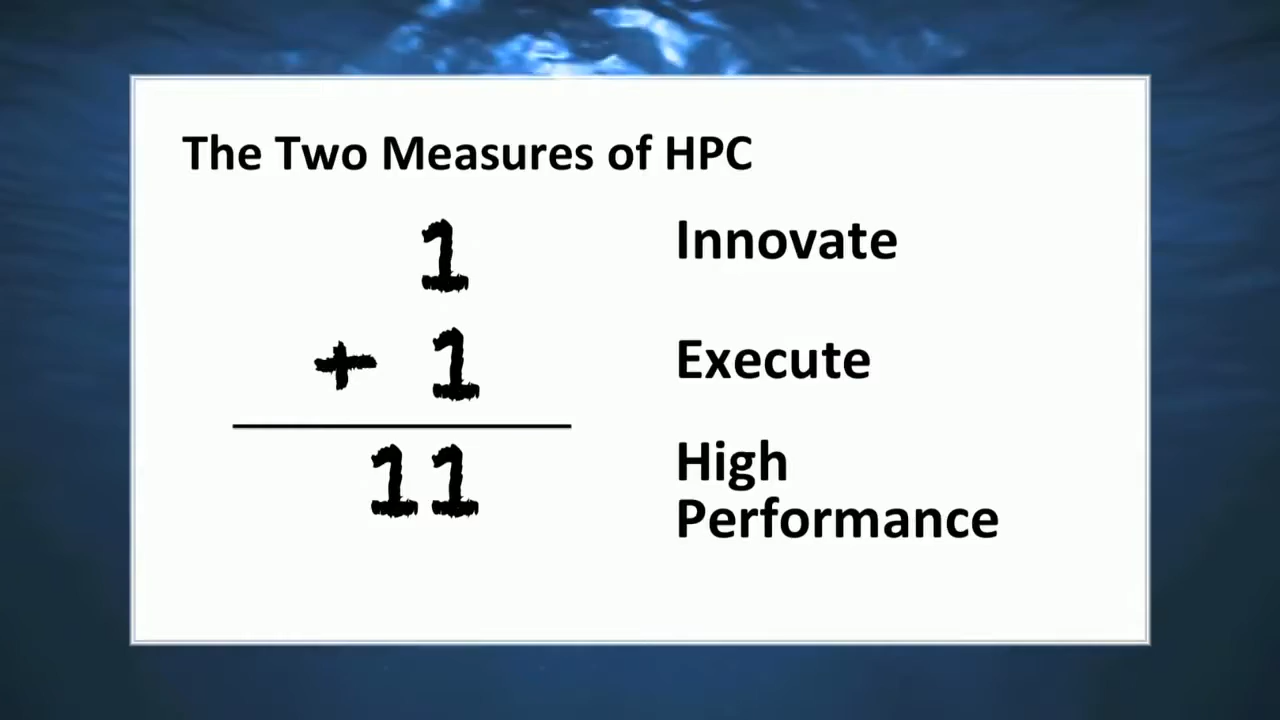 The Two Measures of HPC
1 Innovate
+ 1 Execute
11 High
Performance